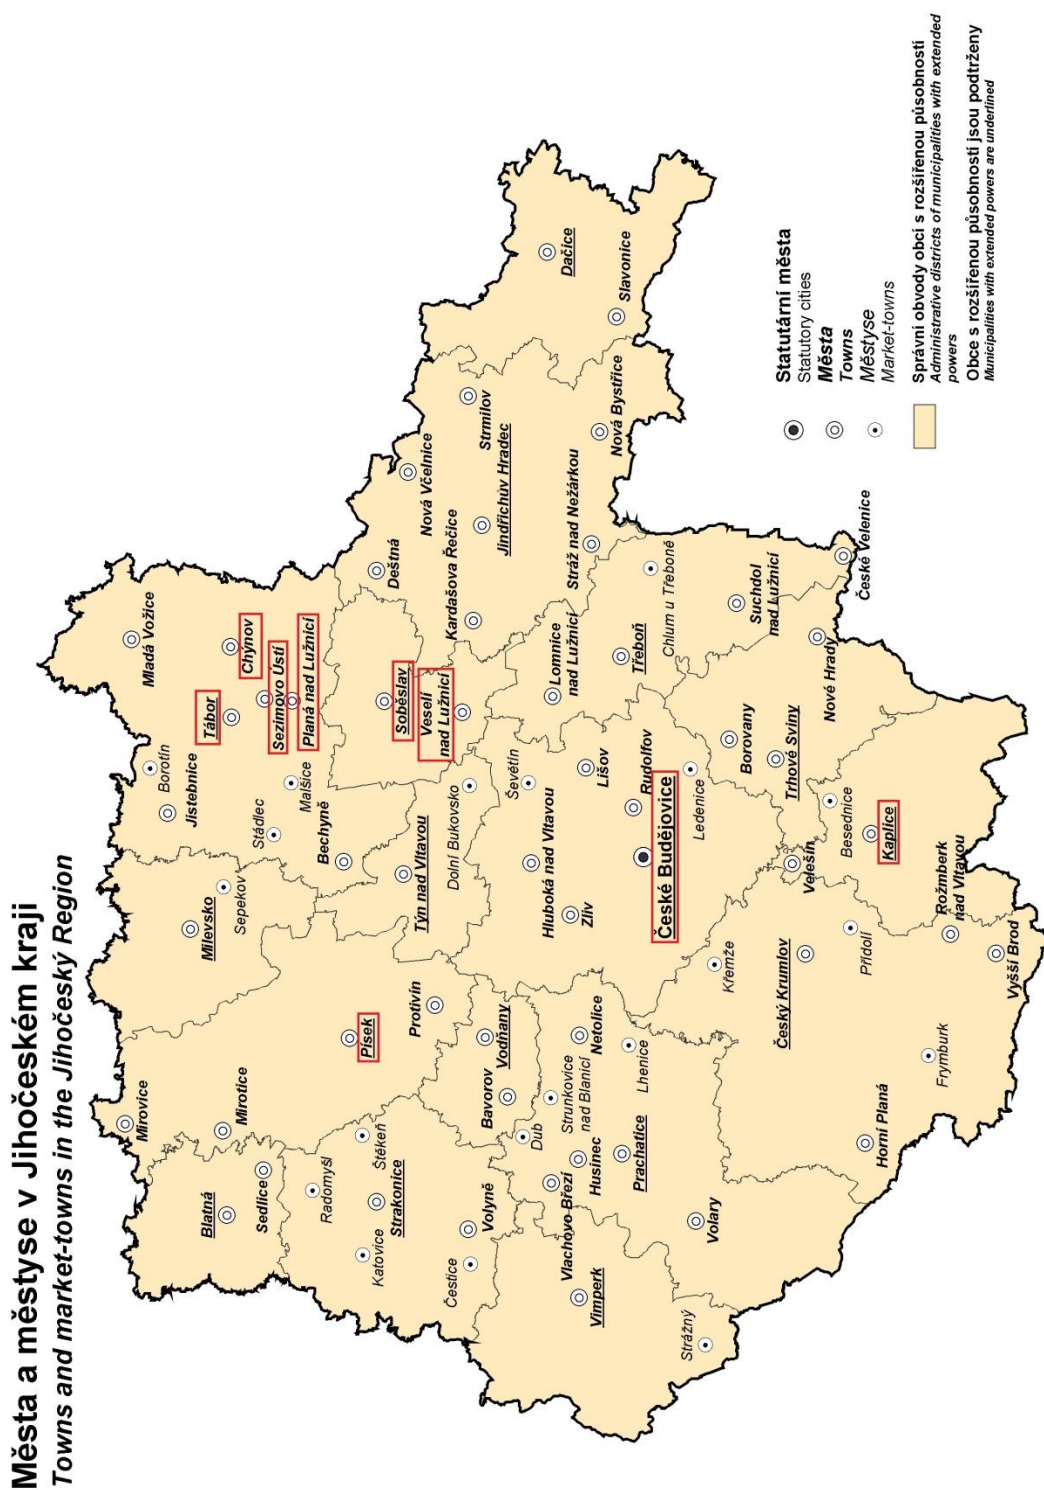 Města a městyse v Jihočeském kraji
Towns and market-towns in the Jihočeský Region
Mirovice
Mirotice
Blatná
Sedlice
Radomyšl
Štěkeň
Katovice
Strakonice
Volyně
Čestice
Písek
Protivín
Milevsko
Sepekov
Borotín
Jistebnice
Stádlec
Malšice
Bechyně
Mladá Vožice
Tábor
Chýnov
Sezimovo Ústí
Planá nad Lužnicí
Soběslav
Veselí
nad Lužnicí
Deštná
Nová Včelnice
Kardašova Řečice
Strmilov
Jindřichův Hradec
Stráž nad Nežárkou
Nová Bystřice
Dačice
Slavonice
Týn nad Vltavou
Dolní Bukovsko
Ševětín
Hluboká nad Vltavou
Zliv
Lišov
Rudolfov
České Budějovice
Ledenice
Lomnice
nad Lužnicí
Třeboň
Chlum u Třeboně
Suchdol
nad Lužnicí
České Velenice
Nové Hrady
Borovany
Trhové Sviny
Bavorov
Vodňany
Dub
Strunkovice
nad Blanicí
Netolice
Lhenice
Vlachovo Březí
Husinec
Prachatice
Vimperk
Volary
Strážný
Křemže
Český Krumlov
Přídolí
Velešín
Besednice
Kaplice
Rožmberk
nad Vltavou
Vyšší Brod
Frymburk
Horní Planá
Statutární města
Statutory cities
Města
Towns
Městyse
Market-towns
Správní obvody obcí s rozšířenou působností
Administrative districts of municipalities with extended
powers
Obce s rozšířenou působností jsou podtrženy
Municipalities with extended powers are underlined